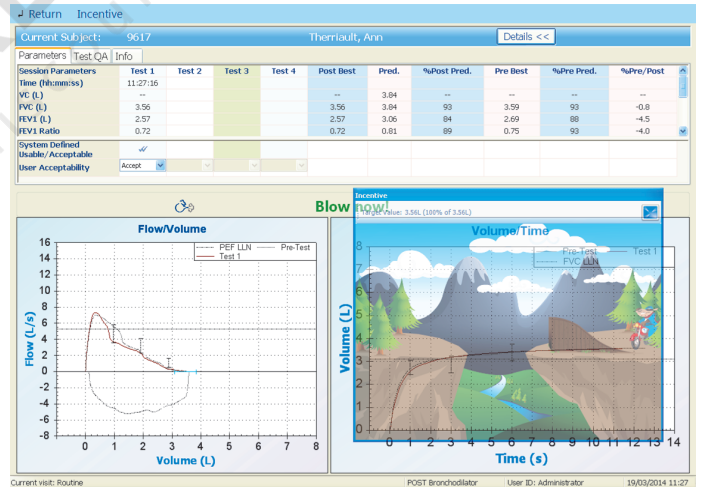 Return Incentive
Current Subject: 9617 Therriault, Ann Details <<
Parameters Test QA Info
Session Parameters Test 1 Test 2 Test 3 Test 4 Post Best Pred. %Post Pred. Pre Best %Pre Pred. %Pre/Post
Time (hh:mm:ss) 11:27:16
VC (L) -- -- 3.84 -- -- -- --
FVC (L) 3.56 3.56 3.84 93 3.59 93 -0.8
FEV1 (L) 2.57 2.57 3.06 84 2.69 88 -4.5
FEV1 Ratio 0.72 0.72 0.81 89 0.75 93 -4.0
System Defined
Usable/Acceptable
User Acceptability Accept
Blow now!
Incentive
Target Value: 3.56L (100% of 3.56L)
Flow/Volume
PEF LLN Pre-Test
Test 1
16
14
12
10
8
6
4
2
0
-2
-4
-6
-8
Flow (L/s)
0 1 2 3 4 5 6 7 8
Volume (L)
Volume/Time
Pre-Test Test 1
FVC LLN
8
7
6
5
4
3
2
1
0
Volume (L)
0 1 2 3 4 5 6 7 8 9 10 11 12 13 14
Time (s)
Current visit: Routine POST Bronchodilator User ID: Administrator 19/03/2014 11:27